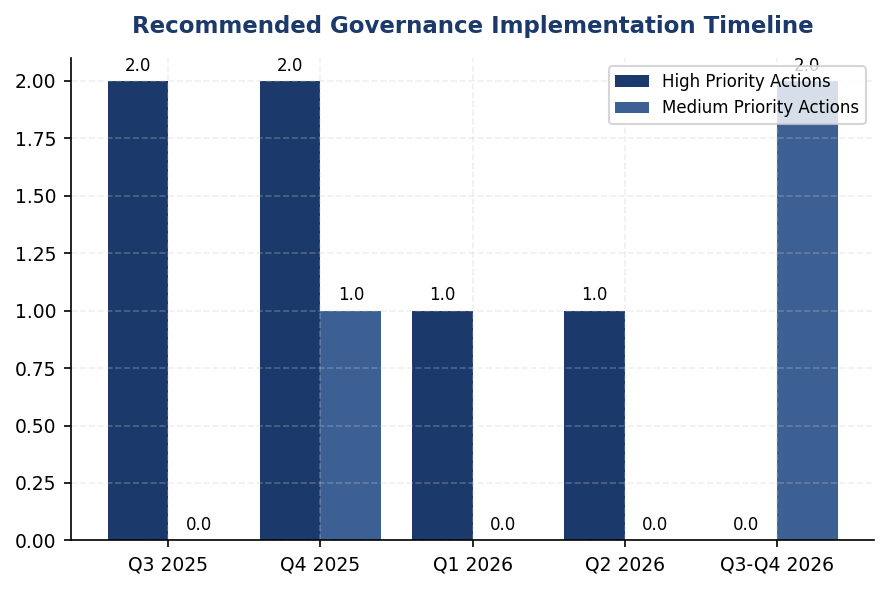 Recommended Governance Implementation Timeline
2.0
2.0
2.0
High Priority Actions
Medium Priority Actions
2.00
1.75
1.50
1.25
1.0
1.0
1.0
1.00
0.75
0.50
0.25
0.0
0.0
0.0
0.0
0.00
Q3 2025
Q4 2025
Q1 2026
Q2 2026
Q3-Q4 2026